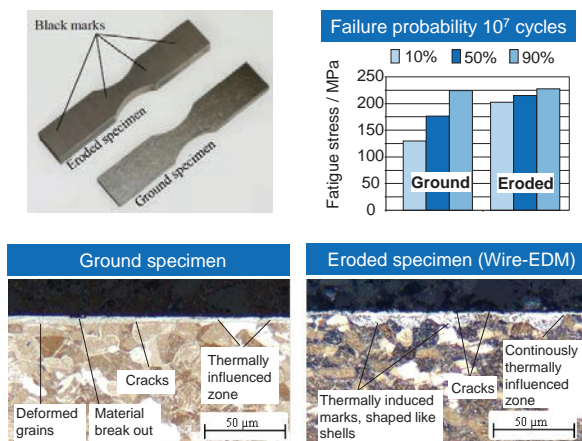 Black marks
Eroded specimen
Ground specimen
Failure probability 10⁷ cycles
10% 50% 90%
Fatigue stress / MPa
250
200
150
100
50
0
Ground Eroded
Ground specimen
Deformed
grains
Material
break out
Cracks
Thermally
influenced
zone
50 µm
Eroded specimen (Wire-EDM)
Thermally induced
marks, shaped like
shells
Cracks
Continously
thermally
influenced
zone
50 µm